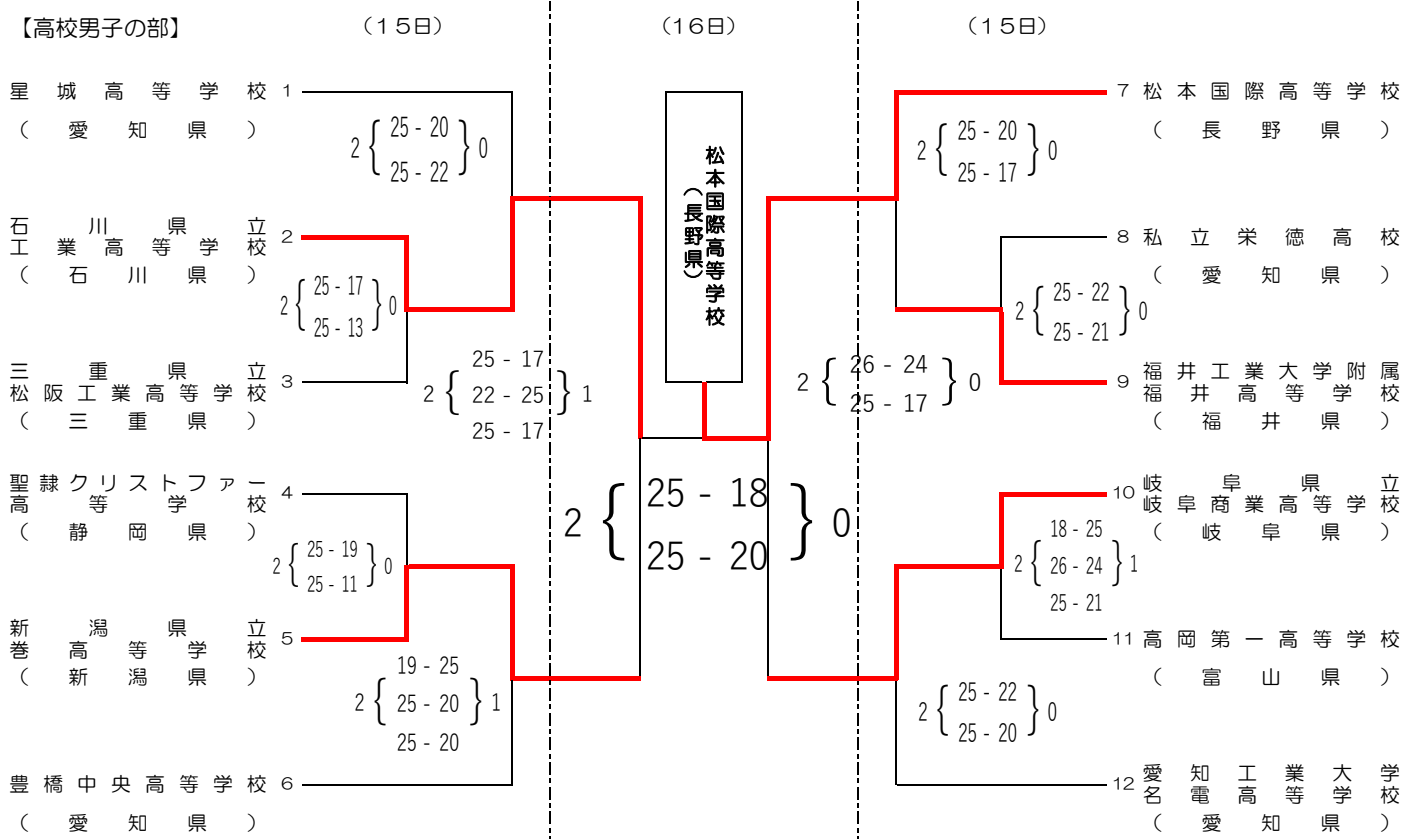 【高校男子の部】
（１５日）
（１６日）
（１５日）
星城高等学校 1
（愛知県）
2 { 25 - 20 } 0
25 - 22
石川県立
工業高等学校 2
（石川県）
2 { 25 - 17 } 0
25 - 13
三重県立
松阪工業高等学校 3
（三重県）
25 - 17
2 { 22 - 25 } 1
25 - 17
聖隷クリストファー
高等学校 4
（静岡県）
2 { 25 - 19 } 0
25 - 11
新潟県立
巻高等学校 5
（新潟県）
19 - 25
2 { 25 - 20 } 1
25 - 20
豊橋中央高等学校 6
（愛知県）
松本国際高等学校
（長野県）
2 { 25 - 18 } 0
25 - 20
7 松本国際高等学校
（長野県）
2 { 25 - 20 } 0
25 - 17
8 私立栄徳高校
（愛知県）
2 { 25 - 22 } 0
25 - 21
9 福井工業大学附属
福井高等学校
（福井県）
2 { 26 - 24 } 0
25 - 17
10 岐阜県立
岐阜商業高等学校
（岐阜県）
18 - 25
2 { 26 - 24 } 1
25 - 21
11 高岡第一高等学校
（富山県）
2 { 25 - 22 } 0
25 - 20
12 愛知工業大学
名電高等学校
（愛知県）